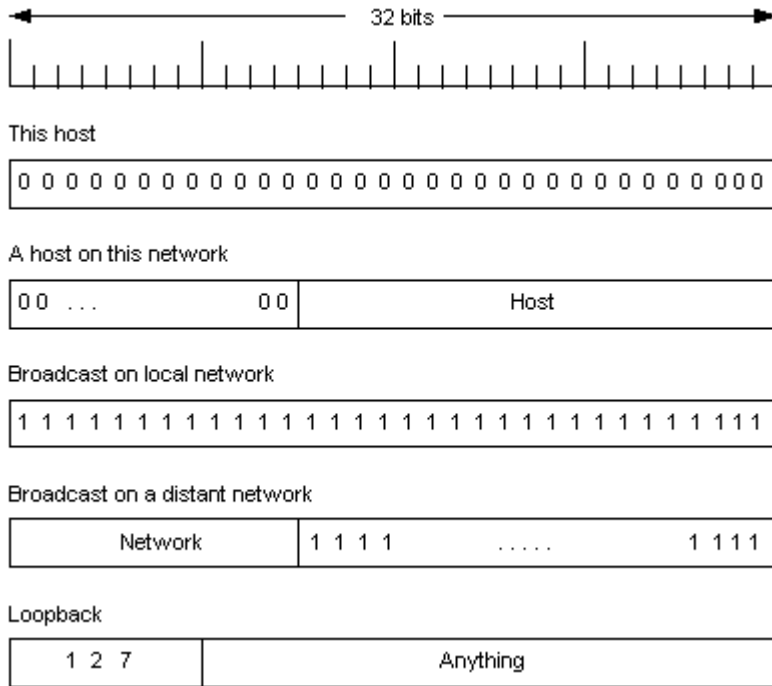 32 bits
This host
0 0 0 0 0 0 0 0 0 0 0 0 0 0 0 0 0 0 0 0 0 0 0 0 0 0 0 0 0 0 0 0
A host on this network
0 0 ... 0 0 Host
Broadcast on local network
1 1 1 1 1 1 1 1 1 1 1 1 1 1 1 1 1 1 1 1 1 1 1 1 1 1 1 1 1 1 1 1
Broadcast on a distant network
Network 1 1 1 1 ..... 1 1 1 1
Loopback
1 2 7 Anything